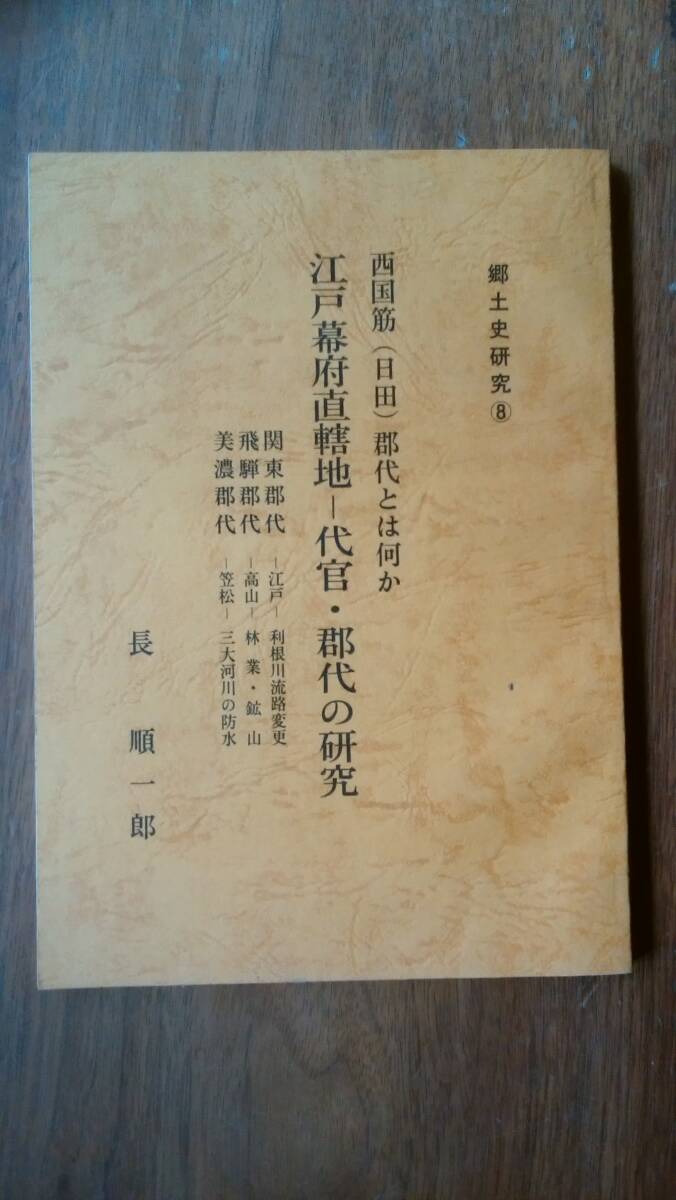 郷土史研究⑧
西国筋（日田）郡代とは何か
江戸幕府直轄地－代官・郡代の研究
関東郡代－江戸－利根川流路変更
飛騨郡代－高山－林業・鉱山
美濃郡代－笠松－三大河川の防水
長順一郎